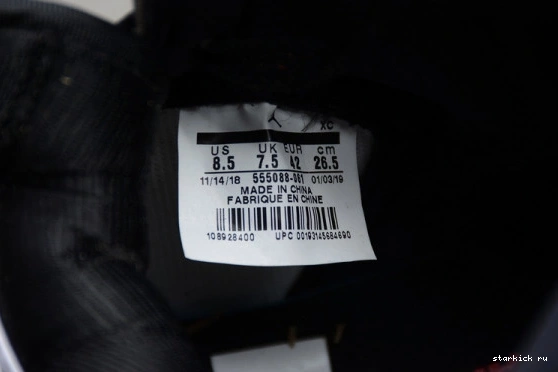 XC
US UK EUR cm
8.5 7.5 42 26.5
11/14/18 555088-061 01/03/19
MADE IN CHINA
FABRIQUE EN CHINE
108928400 UPC 00193145684690
starkick ru